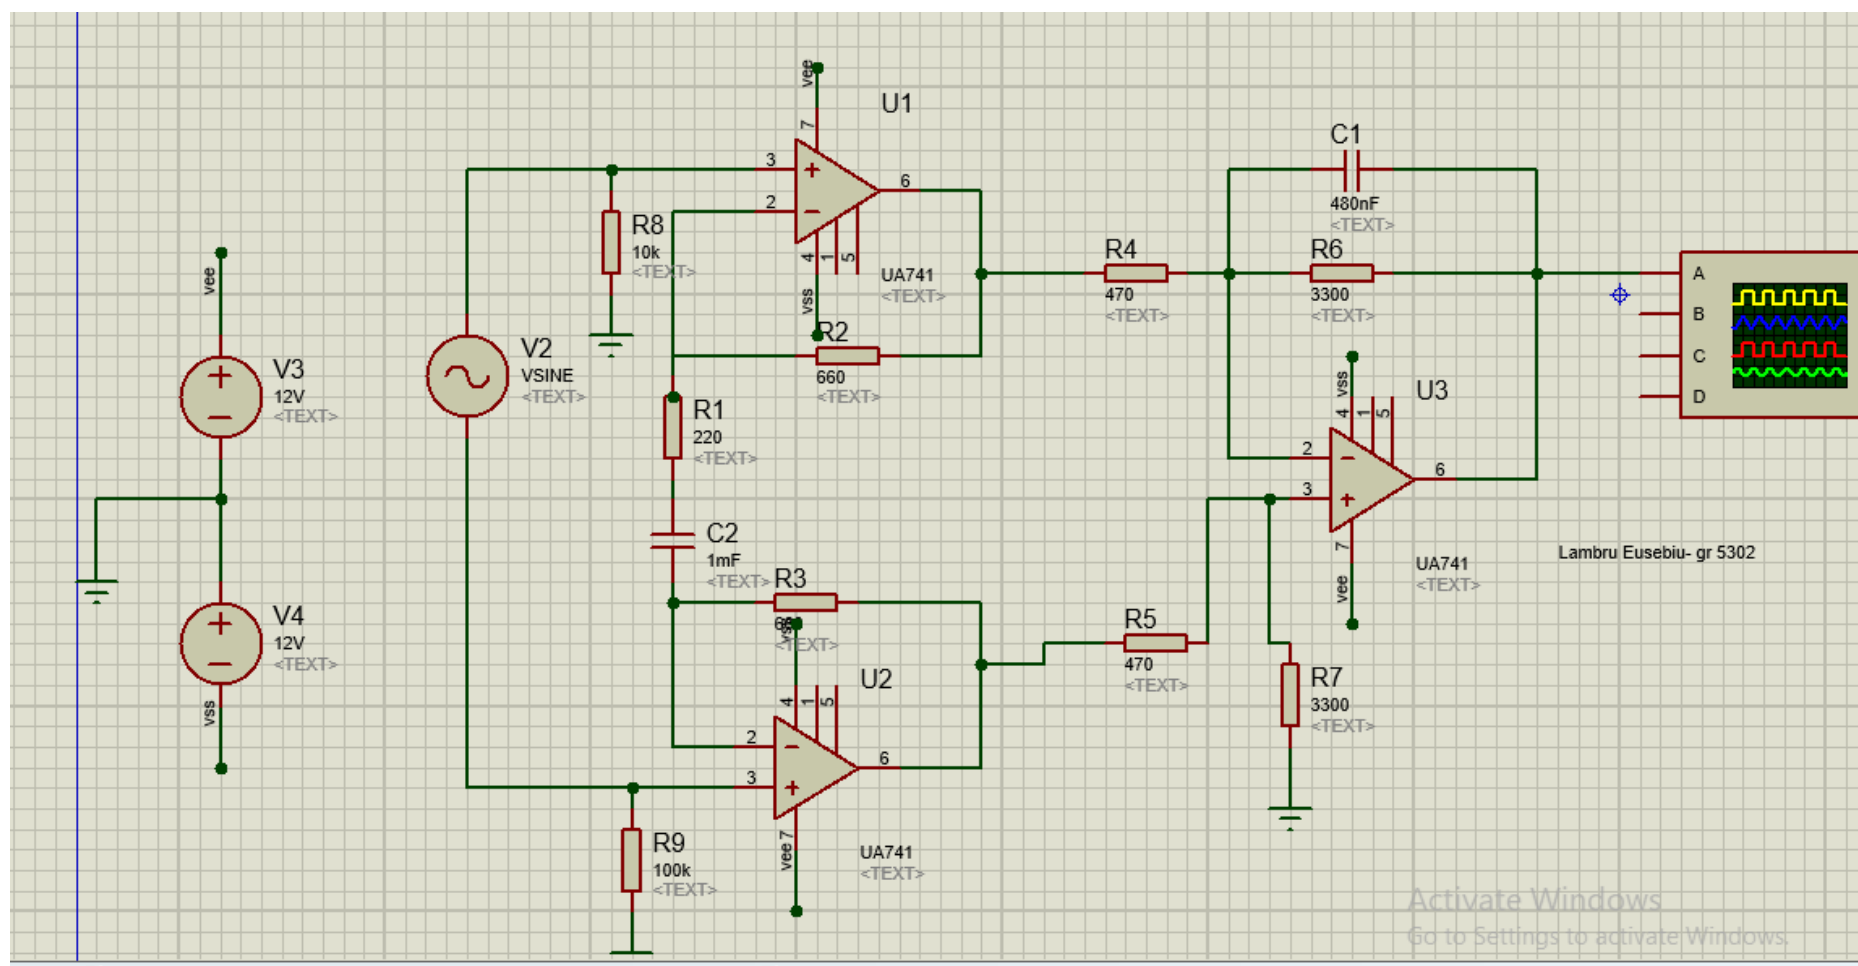 vee
V3
12V
<TEXT>
V4
12V
<TEXT>
vss
V2
VSINE
<TEXT>
R8
10k
<TEXT>
vee
7
U1
3
2
6
4
1
5
vss
UA741
<TEXT>
R2
660
<TEXT>
R1
220
<TEXT>
C2
1mF
<TEXT>
R3
<TEXT>
vss
U2
4
1
5
2
3
6
7
vee
UA741
<TEXT>
R9
100k
<TEXT>
R4
470
<TEXT>
C1
480nF
<TEXT>
R6
3300
<TEXT>
vss
U3
4
1
5
2
3
6
7
vee
UA741
<TEXT>
R5
470
<TEXT>
R7
3300
<TEXT>
A
B
C
D
Lambru Eusebiu- gr 5302
Activate Windows
Go to Settings to activate Windows.